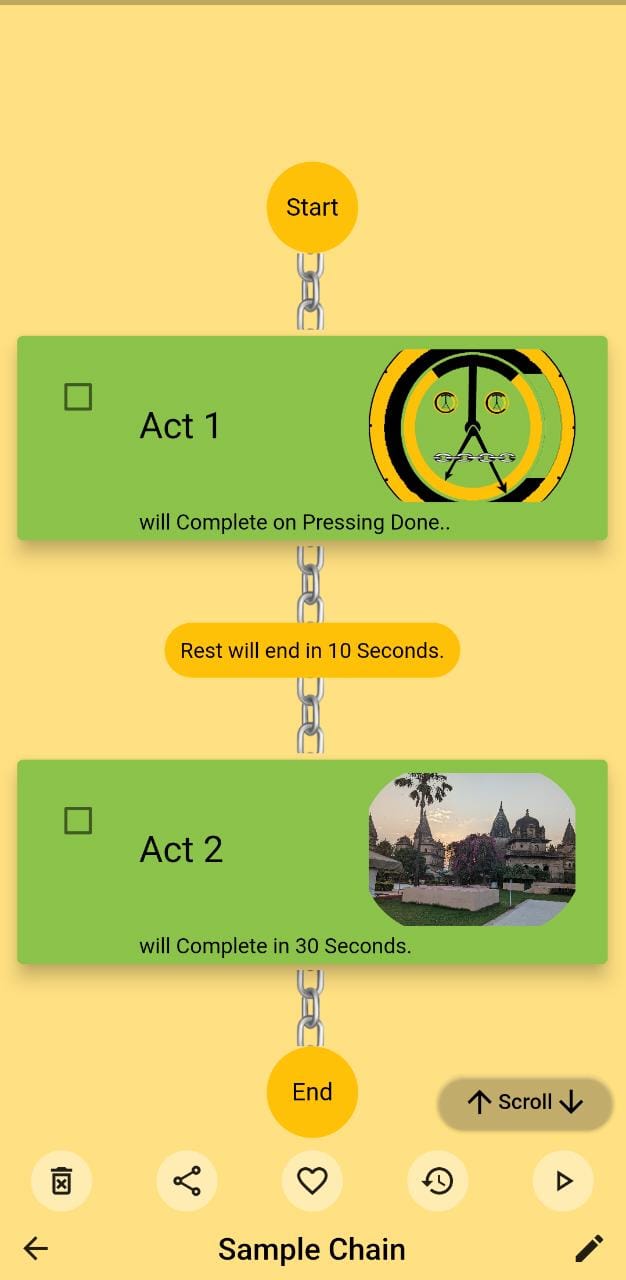 Start
Act 1
will Complete on Pressing Done..
Rest will end in 10 Seconds.
Act 2
will Complete in 30 Seconds.
End
Scroll
Sample Chain